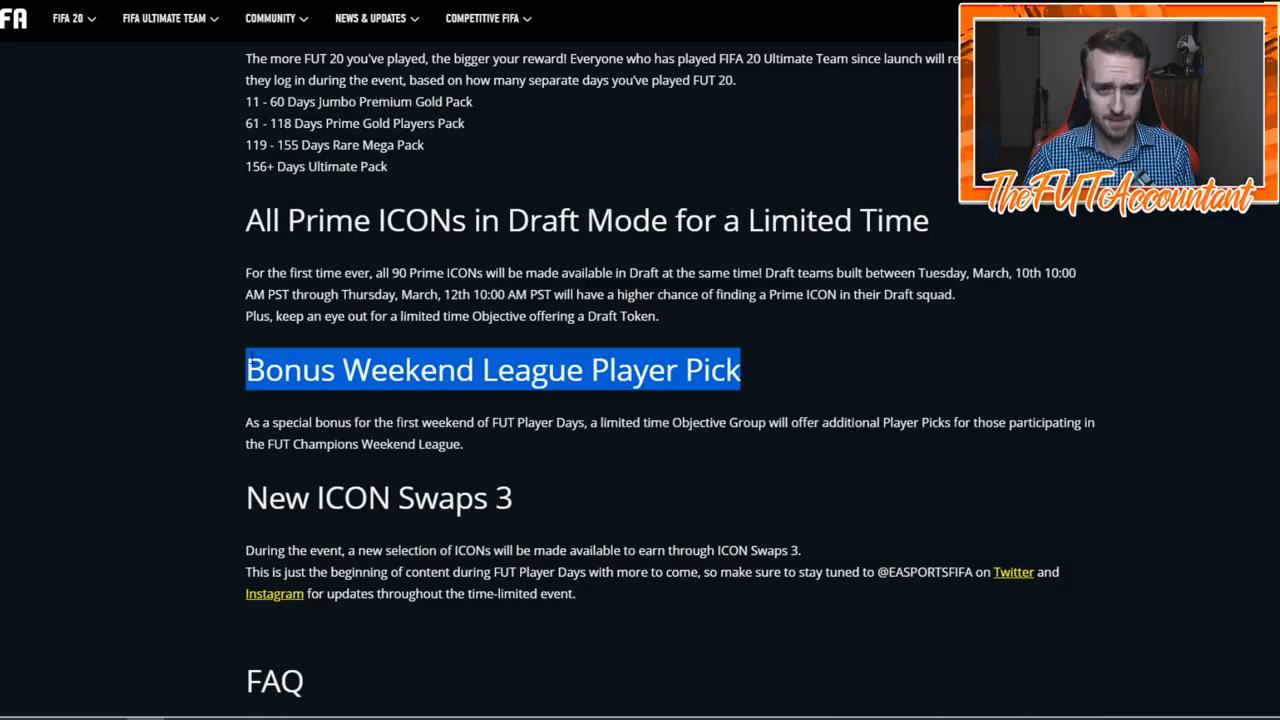 FA
FIFA 20
FIFA ULTIMATE TEAM
COMMUNITY
NEWS & UPDATES
COMPETITIVE FIFA
The more FUT 20 you've played, the bigger your reward! Everyone who has played FIFA 20 Ultimate Team since launch will
they log in during the event, based on how many separate days you've played FUT 20.
11 - 60 Days Jumbo Premium Gold Pack
61 - 118 Days Prime Gold Players Pack
119 - 155 Days Rare Mega Pack
156+ Days Ultimate Pack
TheFUTAccountant
All Prime ICONs in Draft Mode for a Limited Time
For the first time ever, all 90 Prime ICONs will be made available in Draft at the same time! Draft teams built between Tuesday, March, 10th 10:00
AM PST through Thursday, March, 12th 10:00 AM PST will have a higher chance of finding a Prime ICON in their Draft squad.
Plus, keep an eye out for a limited time Objective offering a Draft Token.
Bonus Weekend League Player Pick
As a special bonus for the first weekend of FUT Player Days, a limited time Objective Group will offer additional Player Picks for those participating in
the FUT Champions Weekend League.
New ICON Swaps 3
During the event, a new selection of ICONs will be made available to earn through ICON Swaps 3.
This is just the beginning of content during FUT Player Days with more to come, so make sure to stay tuned to @EASPORTSFIFA on Twitter and
Instagram for updates throughout the time-limited event.
FAQ